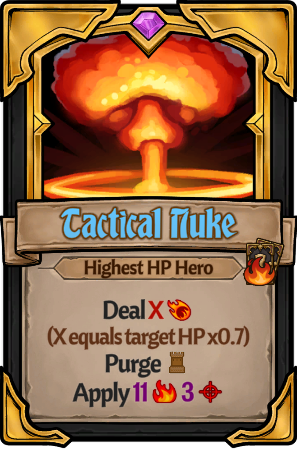 Tactical Nuke
Highest HP Hero
Deal X
(X equals target HP x0.7)
Purge
Apply 11 3